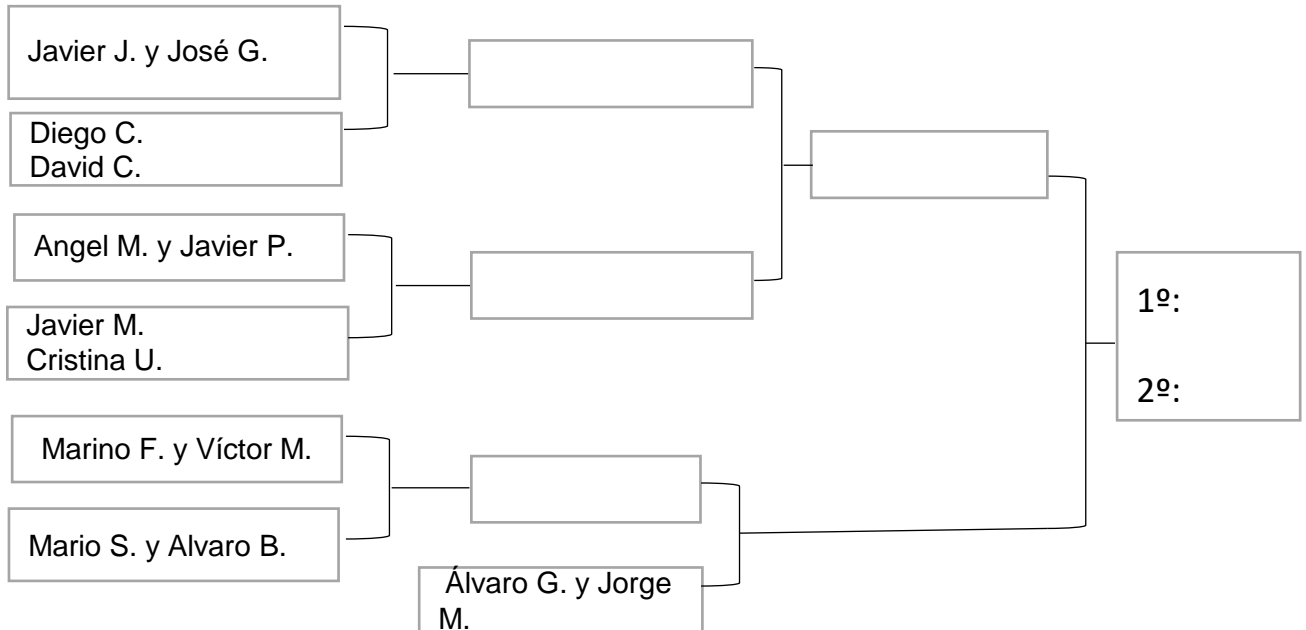 Javier J. y José G.
Diego C.
David C.
Angel M. y Javier P.
Javier M.
Cristina U.
Marino F. y Víctor M.
Mario S. y Alvaro B.
Álvaro G. y Jorge
M.
1º:
2º: